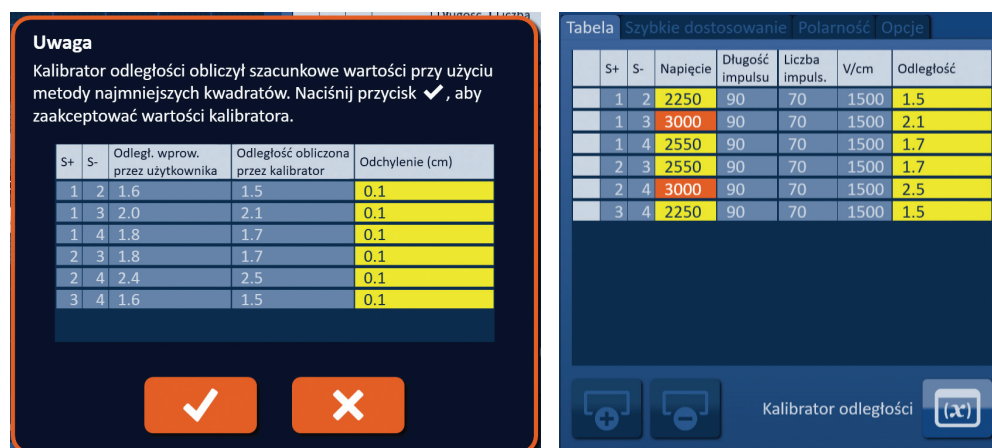 Długość Liczba
Uwaga
Kalibrator odległości obliczył szacunkowe wartości przy użyciu
metody najmniejszych kwadratów. Naciśnij przycisk ✔, aby
zaakceptować wartości kalibratora.
S+ S- Odległ. wprow. przez użytkownika Odległość obliczona przez kalibrator Odchylenie (cm)
1 2 1.6 1.5 0.1
1 3 2.0 2.1 0.1
1 4 1.8 1.7 0.1
2 3 1.8 1.7 0.1
2 4 2.4 2.5 0.1
3 4 1.6 1.5 0.1
Tabela Szybkie dostosowanie Polarność Opcje
S+ S- Napięcie Długość impulsu Liczba impuls. V/cm Odległość
1 2 2250 90 70 1500 1.5
1 3 3000 90 70 1500 2.1
1 4 2550 90 70 1500 1.7
2 3 2550 90 70 1500 1.7
2 4 3000 90 70 1500 2.5
3 4 2250 90 70 1500 1.5
Kalibrator odległości (x)